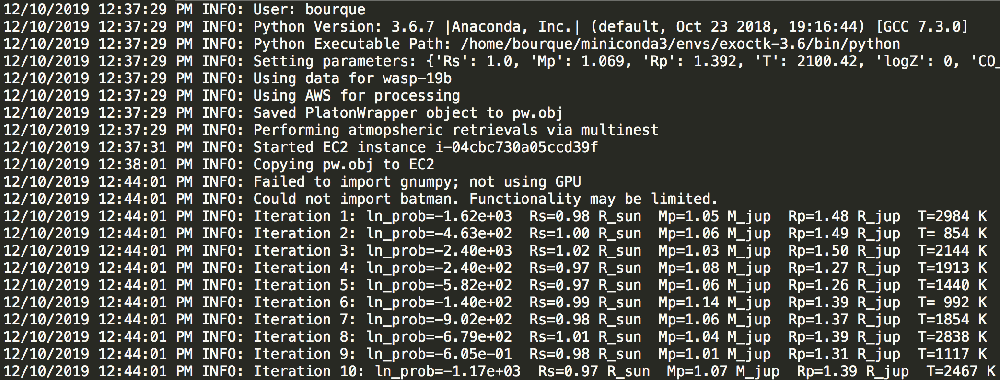 12/10/2019 12:37:29 PM INFO: User: bourque
12/10/2019 12:37:29 PM INFO: Python Version: 3.6.7 |Anaconda, Inc.| (default, Oct 23 2018, 19:16:44) [GCC 7.3.0]
12/10/2019 12:37:29 PM INFO: Python Executable Path: /home/bourque/miniconda3/envs/exoctk-3.6/bin/python
12/10/2019 12:37:29 PM INFO: Setting parameters: {'Rs': 1.0, 'Mp': 1.069, 'Rp': 1.392, 'T': 2100.42, 'logZ': 0, 'CO_
12/10/2019 12:37:29 PM INFO: Using data for wasp-19b
12/10/2019 12:37:29 PM INFO: Using AWS for processing
12/10/2019 12:37:29 PM INFO: Saved PlatonWrapper object to pw.obj
12/10/2019 12:37:29 PM INFO: Performing atmopsheric retrievals via multinest
12/10/2019 12:37:31 PM INFO: Started EC2 instance i-04cbc730a05ccd39f
12/10/2019 12:38:01 PM INFO: Copying pw.obj to EC2
12/10/2019 12:44:01 PM INFO: Failed to import gnumpy; not using GPU
12/10/2019 12:44:01 PM INFO: Could not import batman. Functionality may be limited.
12/10/2019 12:44:01 PM INFO: Iteration 1: ln_prob=-1.62e+03  Rs=0.98 R_sun  Mp=1.05 M_jup  Rp=1.48 R_jup  T=2984 K
12/10/2019 12:44:01 PM INFO: Iteration 2: ln_prob=-4.63e+02  Rs=1.00 R_sun  Mp=1.06 M_jup  Rp=1.49 R_jup  T= 854 K
12/10/2019 12:44:01 PM INFO: Iteration 3: ln_prob=-2.40e+03  Rs=1.02 R_sun  Mp=1.03 M_jup  Rp=1.50 R_jup  T=2144 K
12/10/2019 12:44:01 PM INFO: Iteration 4: ln_prob=-2.40e+02  Rs=0.97 R_sun  Mp=1.08 M_jup  Rp=1.27 R_jup  T=1913 K
12/10/2019 12:44:01 PM INFO: Iteration 5: ln_prob=-5.82e+02  Rs=0.97 R_sun  Mp=1.06 M_jup  Rp=1.26 R_jup  T=1440 K
12/10/2019 12:44:01 PM INFO: Iteration 6: ln_prob=-1.40e+02  Rs=0.99 R_sun  Mp=1.14 M_jup  Rp=1.39 R_jup  T= 992 K
12/10/2019 12:44:01 PM INFO: Iteration 7: ln_prob=-9.02e+02  Rs=0.98 R_sun  Mp=1.06 M_jup  Rp=1.37 R_jup  T=1854 K
12/10/2019 12:44:01 PM INFO: Iteration 8: ln_prob=-6.79e+02  Rs=1.01 R_sun  Mp=1.04 M_jup  Rp=1.39 R_jup  T=2838 K
12/10/2019 12:44:01 PM INFO: Iteration 9: ln_prob=-6.05e-01  Rs=0.98 R_sun  Mp=1.01 M_jup  Rp=1.31 R_jup  T=1117 K
12/10/2019 12:44:01 PM INFO: Iteration 10: ln_prob=-1.17e+03  Rs=0.97 R_sun  Mp=1.07 M_jup  Rp=1.39 R_jup  T=2467 K